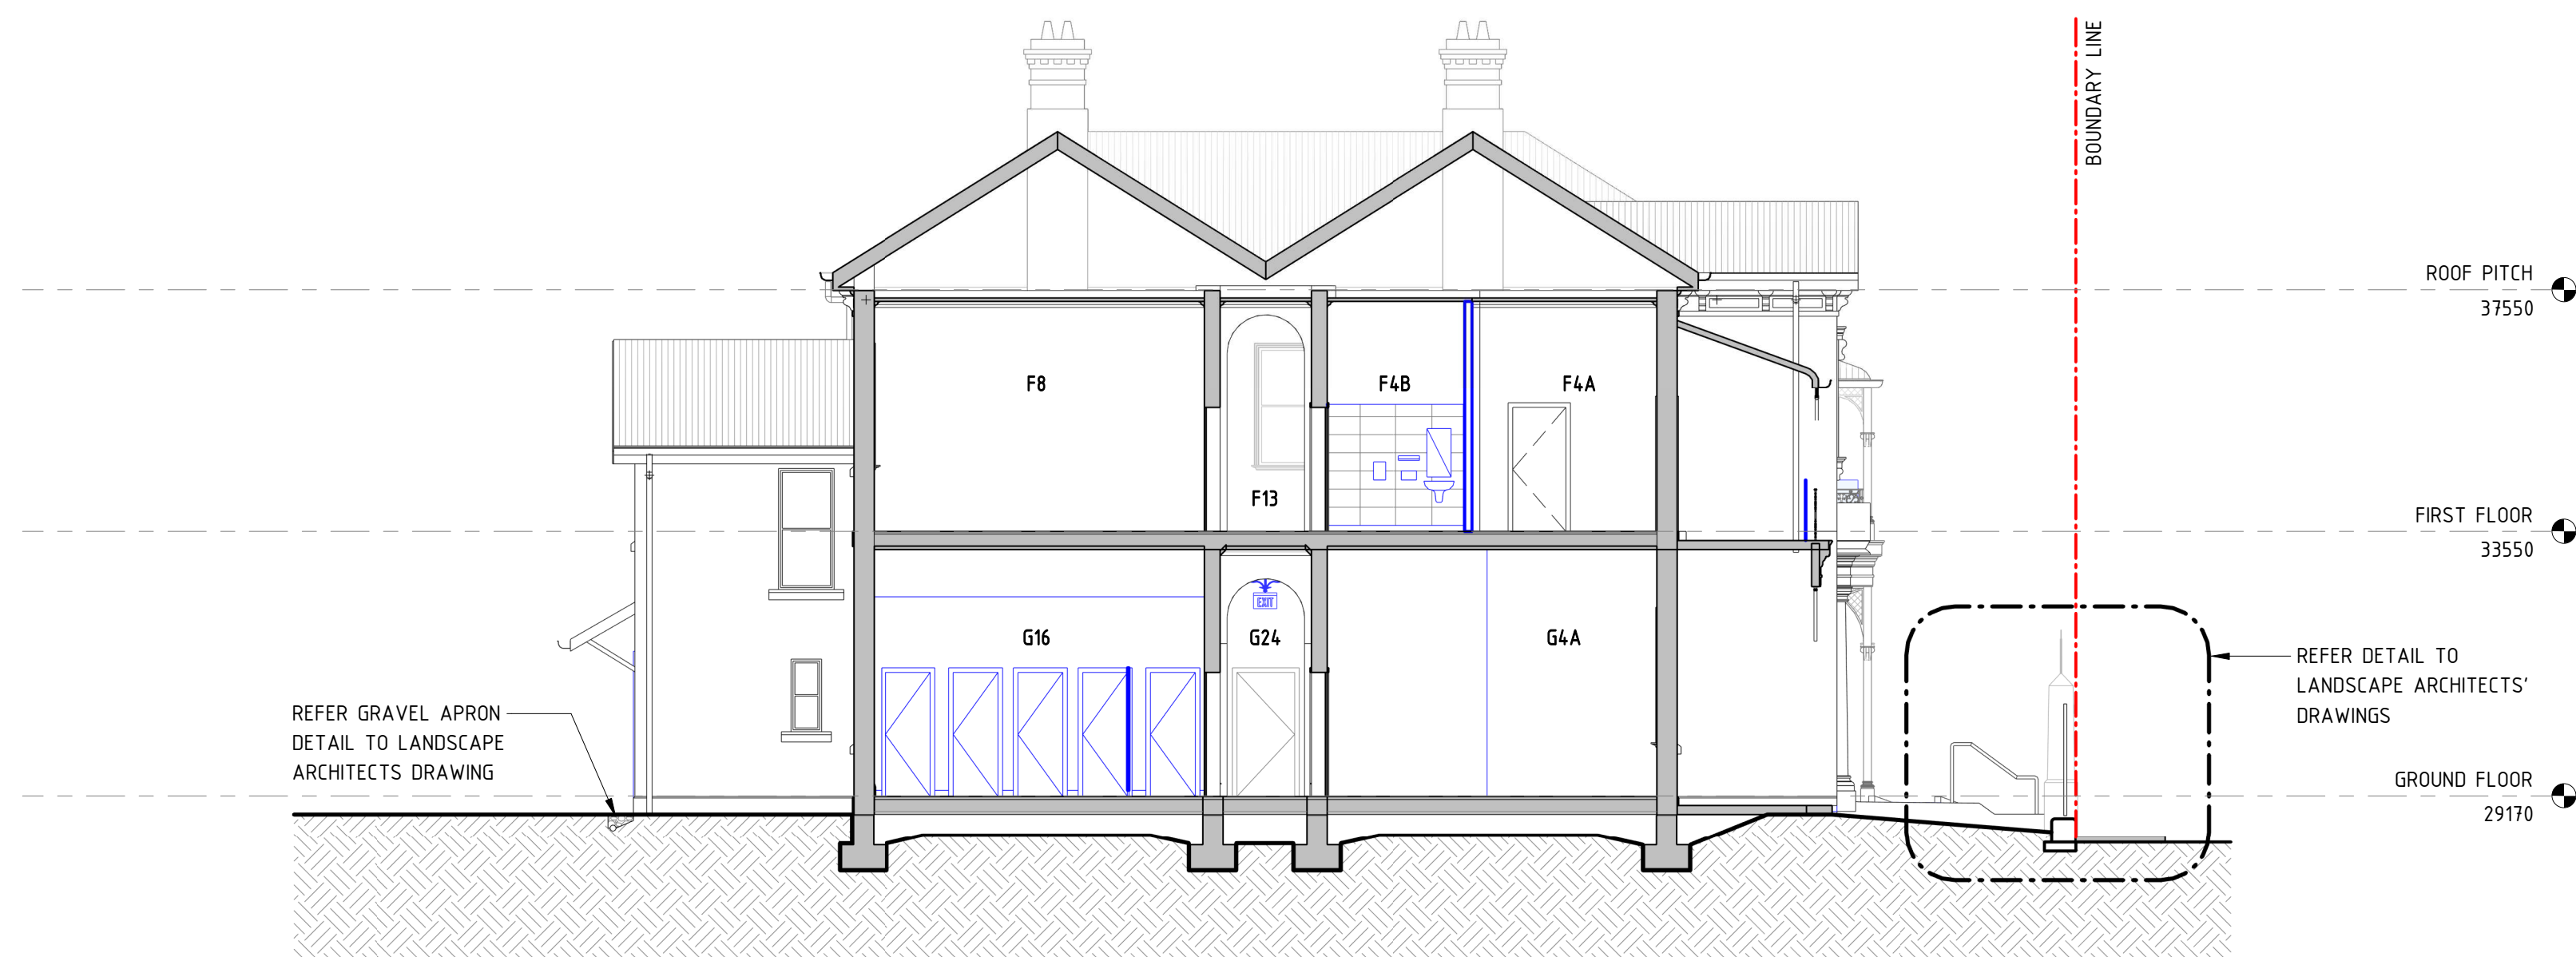 BOUNDARY LINE
ROOF PITCH
37550
F8
F4B
F4A
F13
FIRST FLOOR
33550
EXIT
G16
G24
G4A
REFER DETAIL TO
LANDSCAPE ARCHITECTS'
DRAWINGS
REFER GRAVEL APRON
DETAIL TO LANDSCAPE
ARCHITECTS DRAWING
GROUND FLOOR
29170